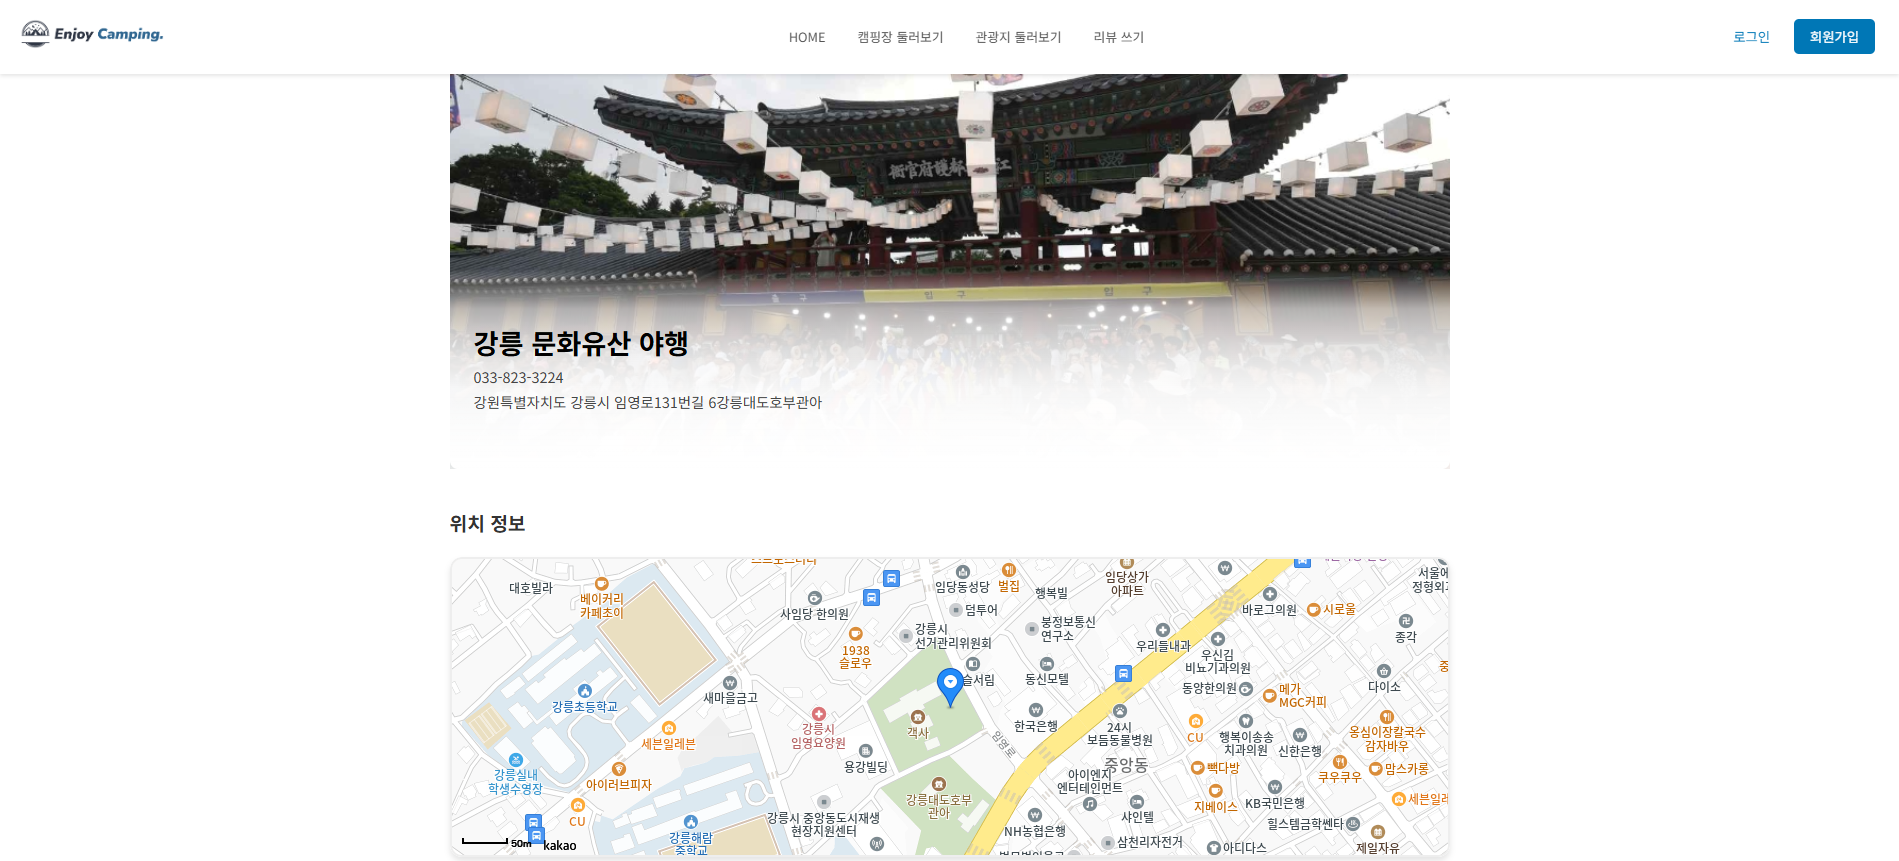 Enjoy Camping.
HOME
캠핑장 둘러보기
관광지 둘러보기
리뷰 쓰기
로그인
회원가입
출 구
입 구
입 구
강릉 문화유산 야행
033-823-3224
강원특별자치도 강릉시 임영로131번길 6강릉대도호부관아
위치 정보
대호빌라
베이커리
카페초이
사임당 한의원
임당동성당
벌집
행복빌
임당상가
아파트
바로그의원
시로울
서울에
정형외과
종각
덤투어
강릉시
선거관리위원회
붕정보통신
연구소
우리들내과
우신김
비뇨기과의원
1938
슬로우
슬서림
동신모텔
동양한의원
메가
MGC커피
다이소
새마을금고
강릉초등학교
세븐일레븐
강릉시
임영요양원
객사
한국은행
임영로
24시
보듬동물병원
CU
행복이송송
치과의원
신한은행
옹심이장칼국수
감자바우
용강빌딩
중앙동
강릉실내
학생수영장
아이러브피자
아이엔지
엔터테인먼트
빽다방
쿠우쿠우
맘스카롱
CU
강릉대도호부
관아
지베이스
KB국민은행
세븐일레
강릉시 중앙동도시재생
현장지원센터
NH농협은행
샤인텔
힐스템금학쎈타
강릉해람
중학교
삼천리자전거
아디다스
제일자유
50m
kakao